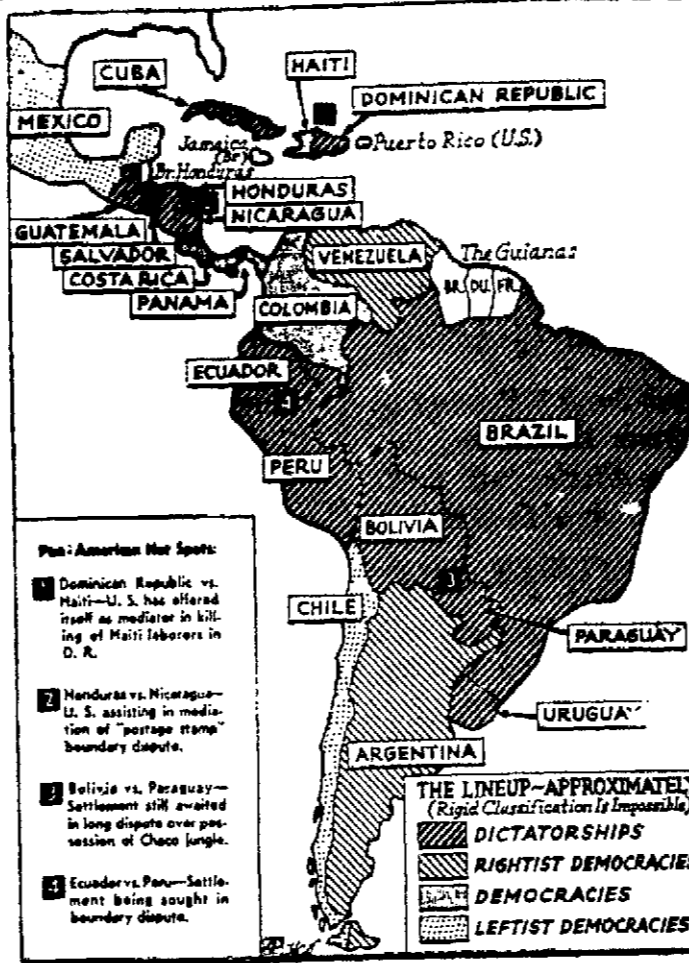 CUBA
HAITI
DOMINICAN REPUBLIC
MEXICO
Jamaica
(Br)
Puerto Rico (U.S.)
Br. Honduras
HONDURAS
NICARAGUA
GUATEMALA
SALVADOR
COSTA RICA
PANAMA
VENEZUELA
The Guianas
BR. DU. FR.
COLOMBIA
ECUADOR
4
BRAZIL
PERU
BOLIVIA
3
CHILE
PARAGUAY
URUGUAY
ARGENTINA
Pan-American Hot Spots:
1 Dominican Republic vs.
Haiti—U. S. has offered
itself as mediator in kill-
ing of Haiti laborers in
D. R.
2 Honduras vs. Nicaragua—
U. S. assisting in media-
tion of "postage stamp"
boundary dispute.
3 Bolivia vs. Paraguay—
Settlement still awaited
in long dispute over pos-
session of Chaco jungle.
4 Ecuador vs. Peru—Settle-
ment being sought in
boundary dispute.
THE LINEUP—APPROXIMATELY
(Rigid Classification Is Impossible)
DICTATORSHIPS
RIGHTIST DEMOCRACIES
DEMOCRACIES
LEFTIST DEMOCRACIES